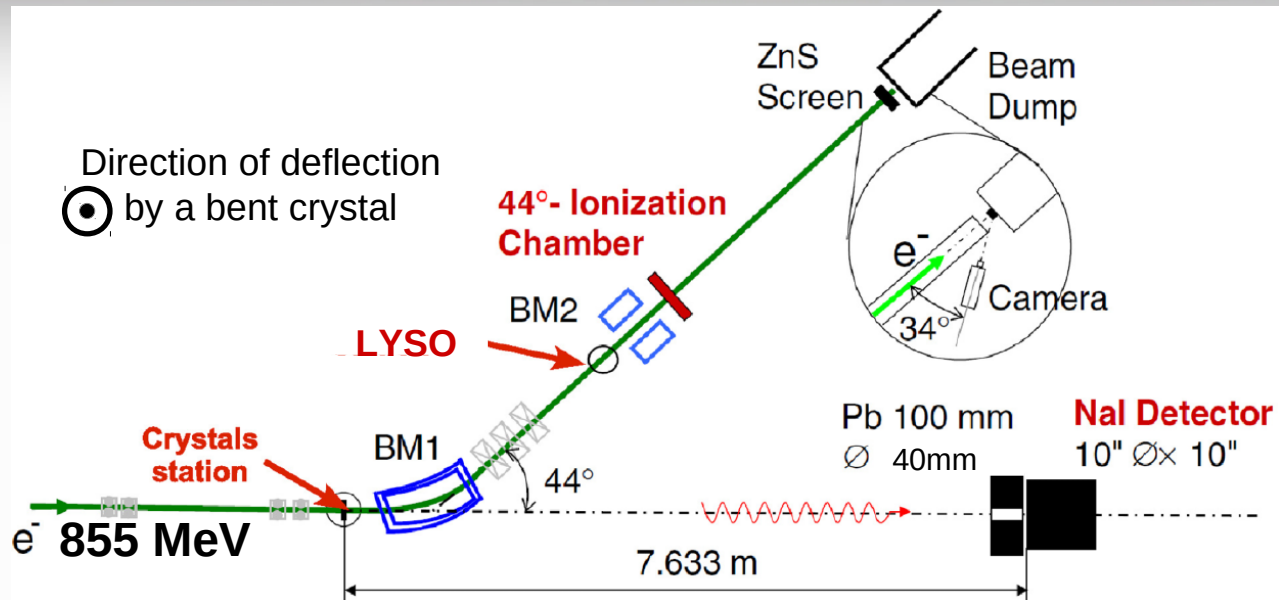 ZnS
Screen
Beam
Dump
Direction of deflection
by a bent crystal
44°- Ionization
Chamber
e⁻
Camera
34°
BM2
LYSO
Crystals
station
BM1
44°
Pb 100 mm
∅ 40mm
NaI Detector
10" ∅× 10"
e⁻ 855 MeV
7.633 m